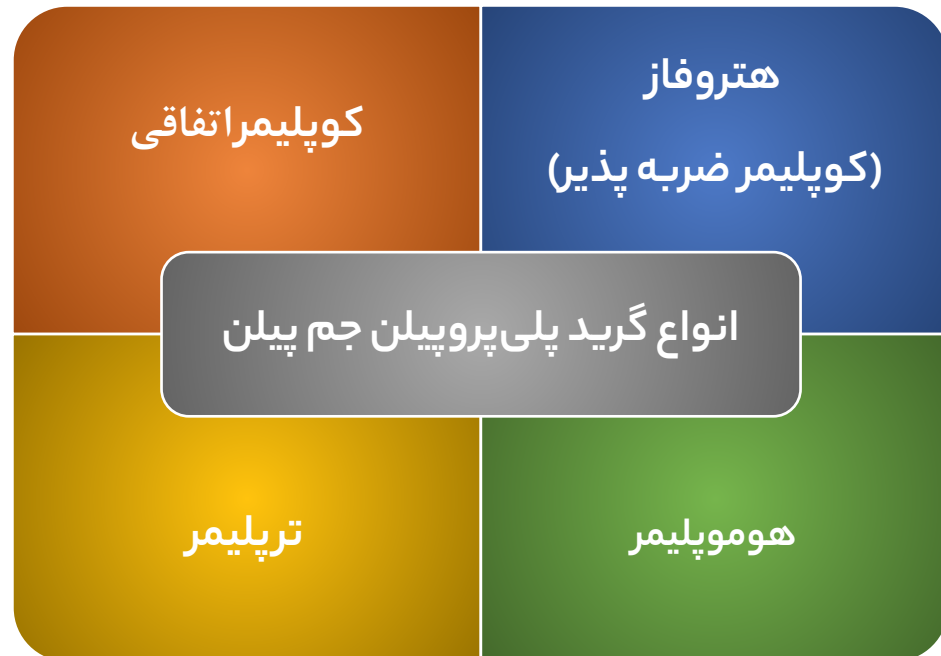 هتروفاز
(کوپلیمر ضربه پذیر)
کوپلیمراتفاقی
انواع گرید پلی‌پروپیلن جم پیلن
هوموپلیمر
ترپلیمر